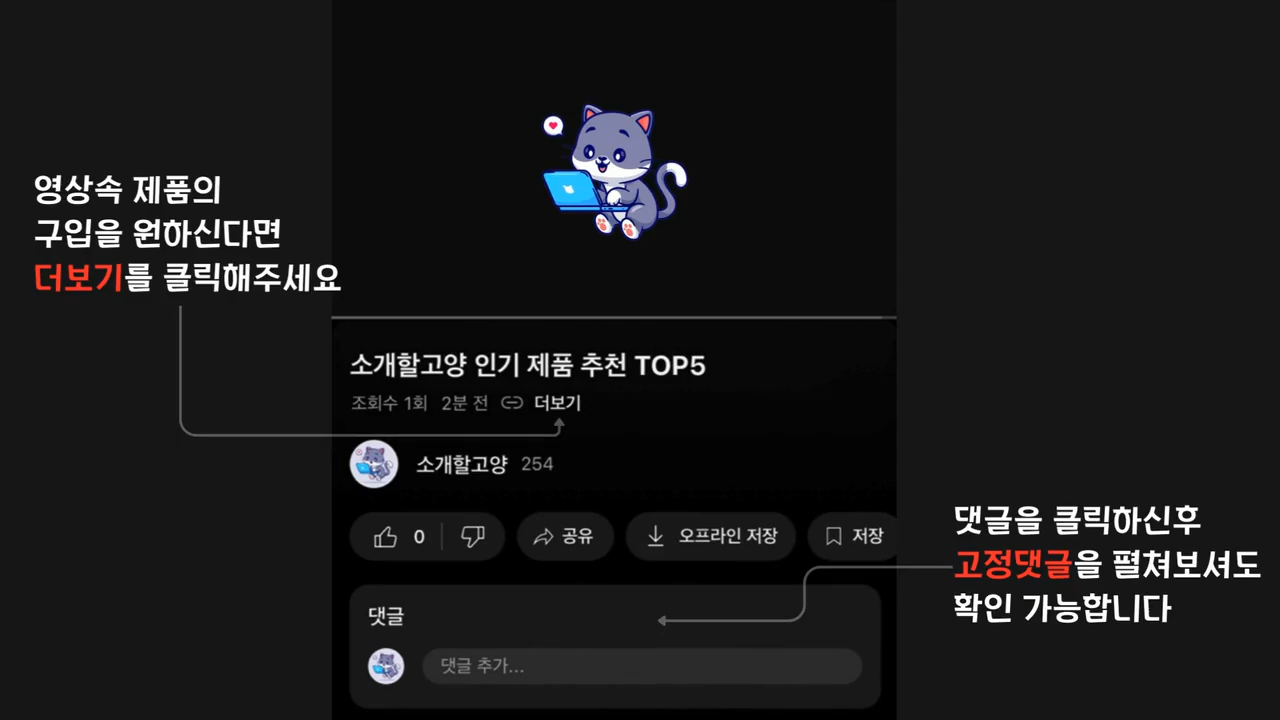 영상속 제품의
구입을 원하신다면
더보기를 클릭해주세요
소개할고양 인기 제품 추천 TOP5
조회수 1회 2분 전 더보기
소개할고양 254
0 공유 오프라인 저장 저장
댓글을 클릭하신후
고정댓글을 펼쳐보셔도
확인 가능합니다
댓글
댓글 추가...